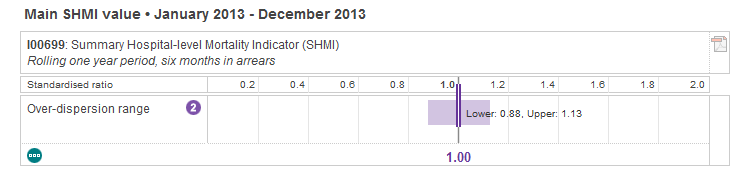 Main SHMI value • January 2013 - December 2013
I00699: Summary Hospital-level Mortality Indicator (SHMI)
Rolling one year period, six months in arrears
Standardised ratio 0.2 0.4 0.6 0.8 1.0 1.2 1.4 1.6 1.8 2.0
Over-dispersion range 2 Lower: 0.88, Upper: 1.13
1.00